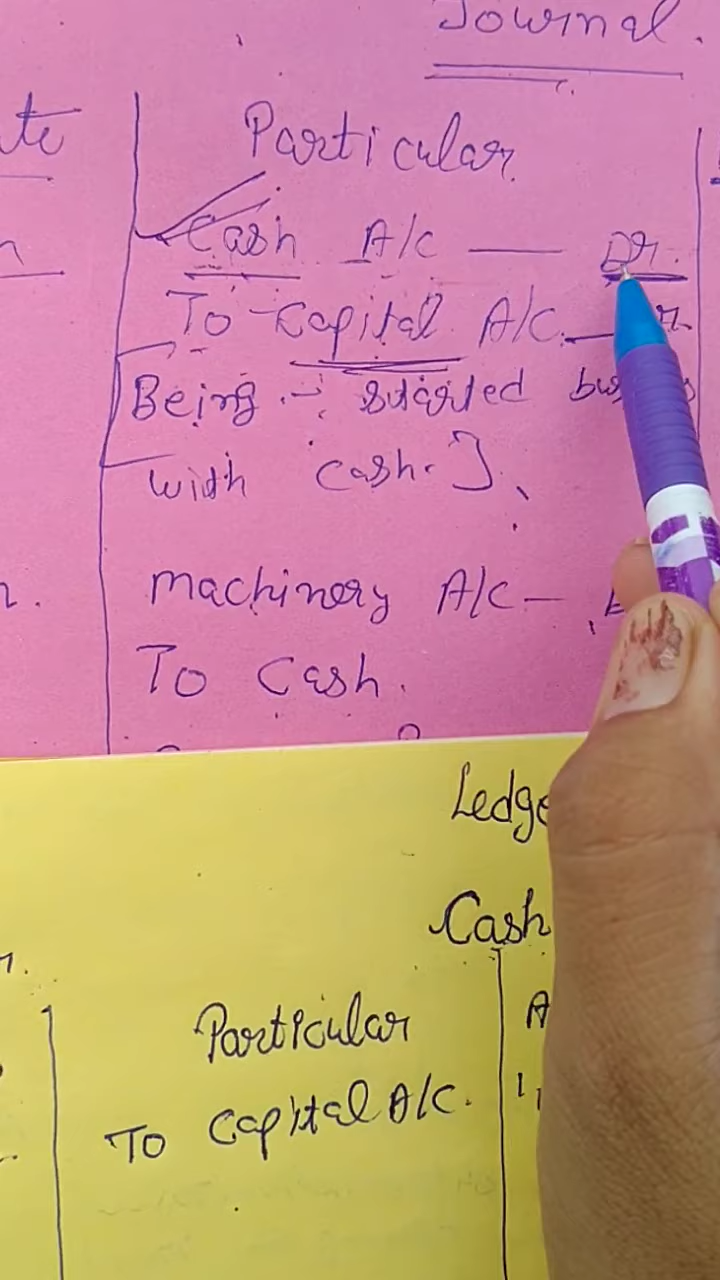 Journal.
Particular
Cash A/c — Dr.
To Capital A/c. —
Being :- started
with cash.]
machinery A/c —
To Cash.
Ledge
Cash
Particular
To Capital A/C.